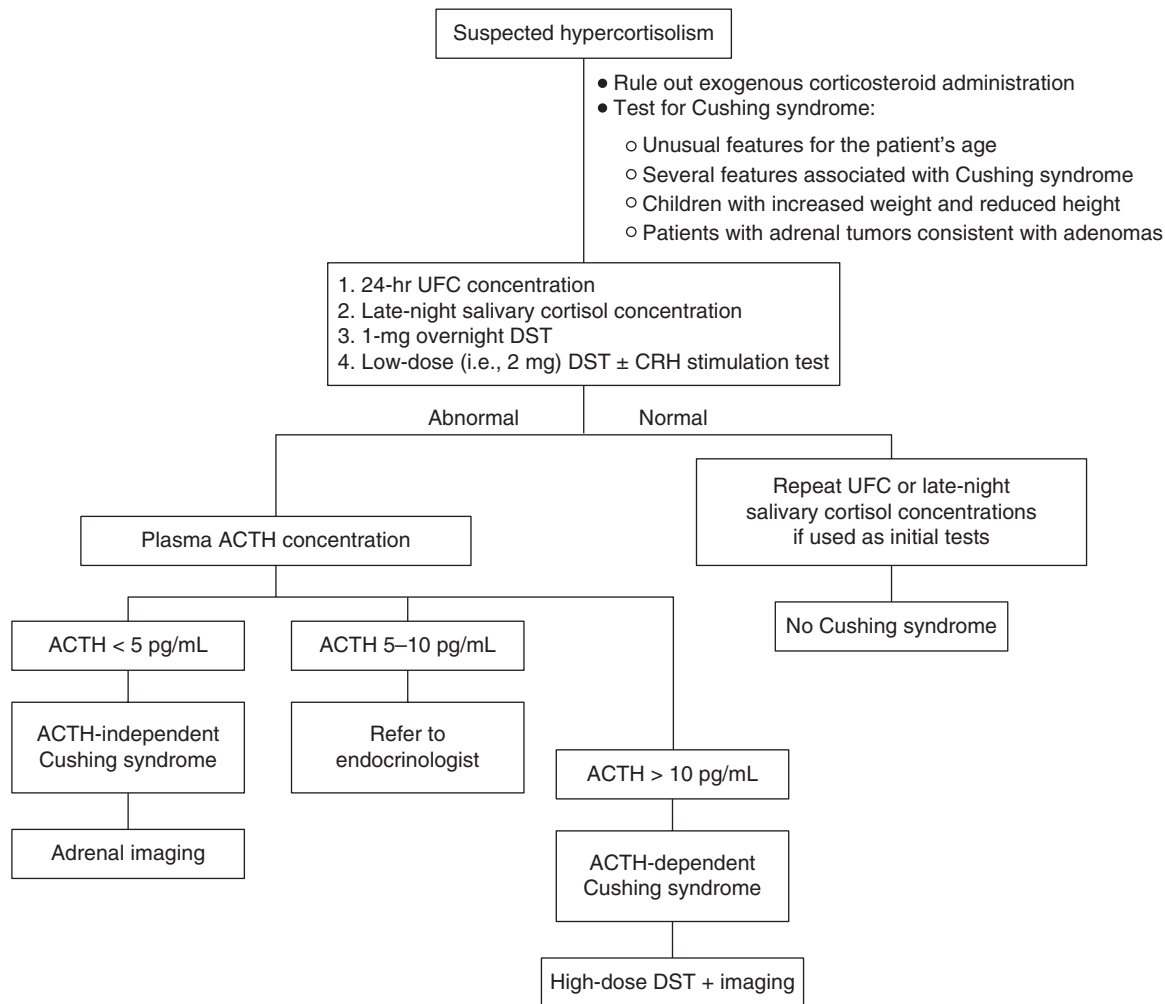 Suspected hypercortisolism
● Rule out exogenous corticosteroid administration
● Test for Cushing syndrome:
○ Unusual features for the patient's age
○ Several features associated with Cushing syndrome
○ Children with increased weight and reduced height
○ Patients with adrenal tumors consistent with adenomas
1. 24-hr UFC concentration
2. Late-night salivary cortisol concentration
3. 1-mg overnight DST
4. Low-dose (i.e., 2 mg) DST ± CRH stimulation test
Abnormal
Normal
Plasma ACTH concentration
Repeat UFC or late-night
salivary cortisol concentrations
if used as initial tests
No Cushing syndrome
ACTH < 5 pg/mL
ACTH-independent
Cushing syndrome
Adrenal imaging
ACTH 5–10 pg/mL
Refer to
endocrinologist
ACTH > 10 pg/mL
ACTH-dependent
Cushing syndrome
High-dose DST + imaging